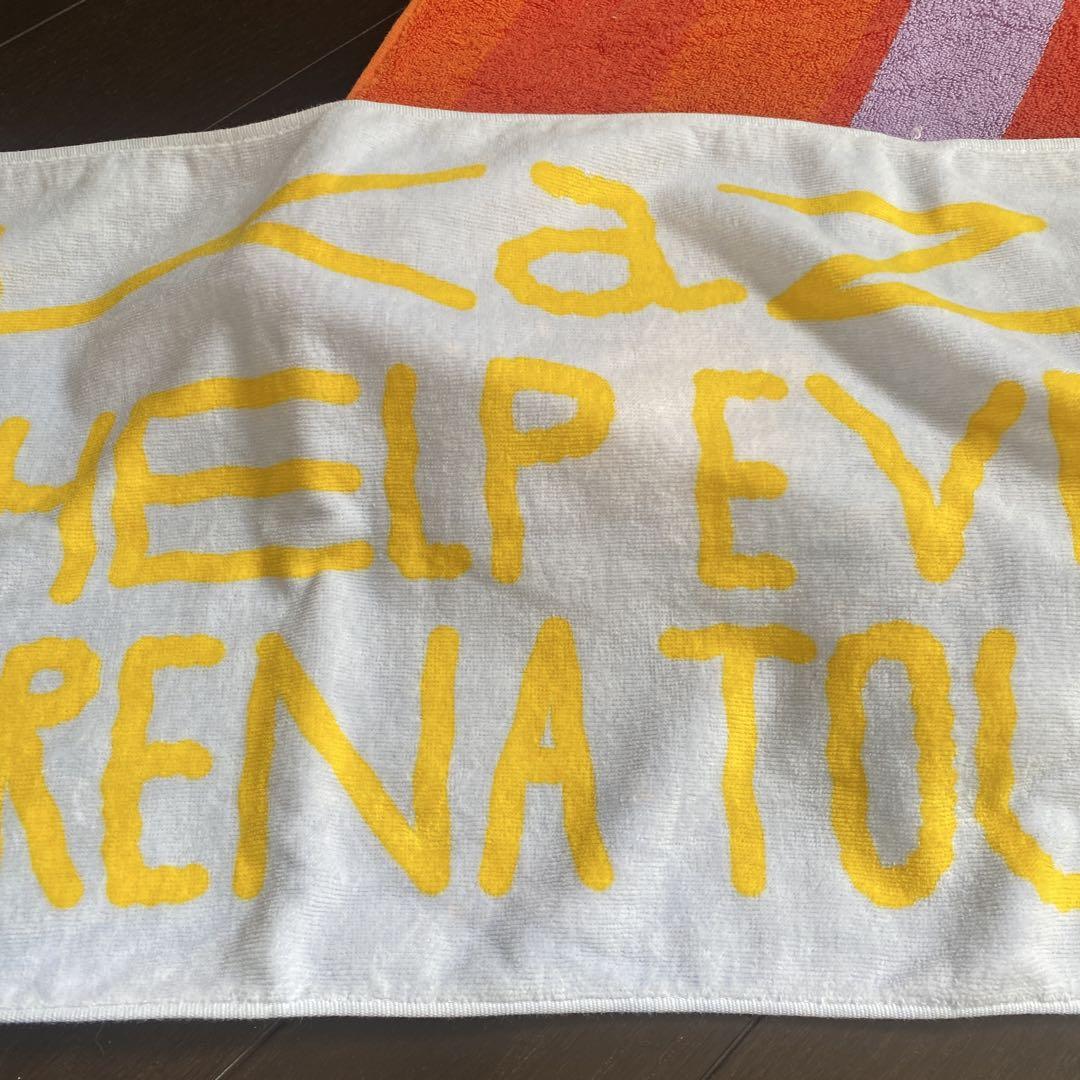 Kaz
HELP EV
RENA TOU